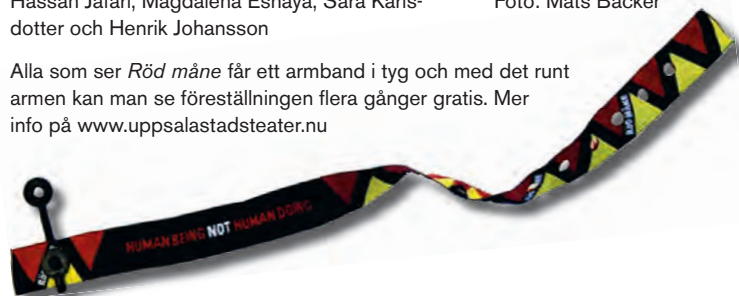 Hassan Jafari, Magdalena Eshaya, Sara Karls-
dotter och Henrik Johansson
Foto: Mats Bäcker
Alla som ser Röd måne får ett armband i tyg och med det runt
armen kan man se föreställningen flera gånger gratis. Mer
info på www.uppsalastadsteater.nu
HUMAN BEING NOT HUMAN DOING
RÖD MÅNE